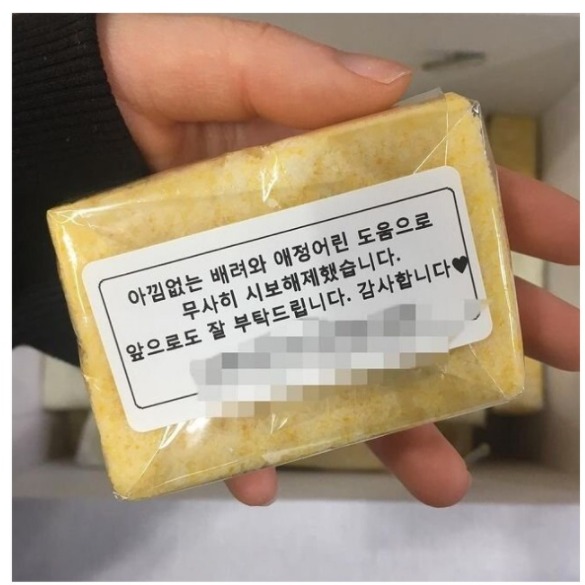 아낌없는 배려와 애정어린 도움으로
무사히 시보해제했습니다.
앞으로도 잘 부탁드립니다. 감사합니다♥